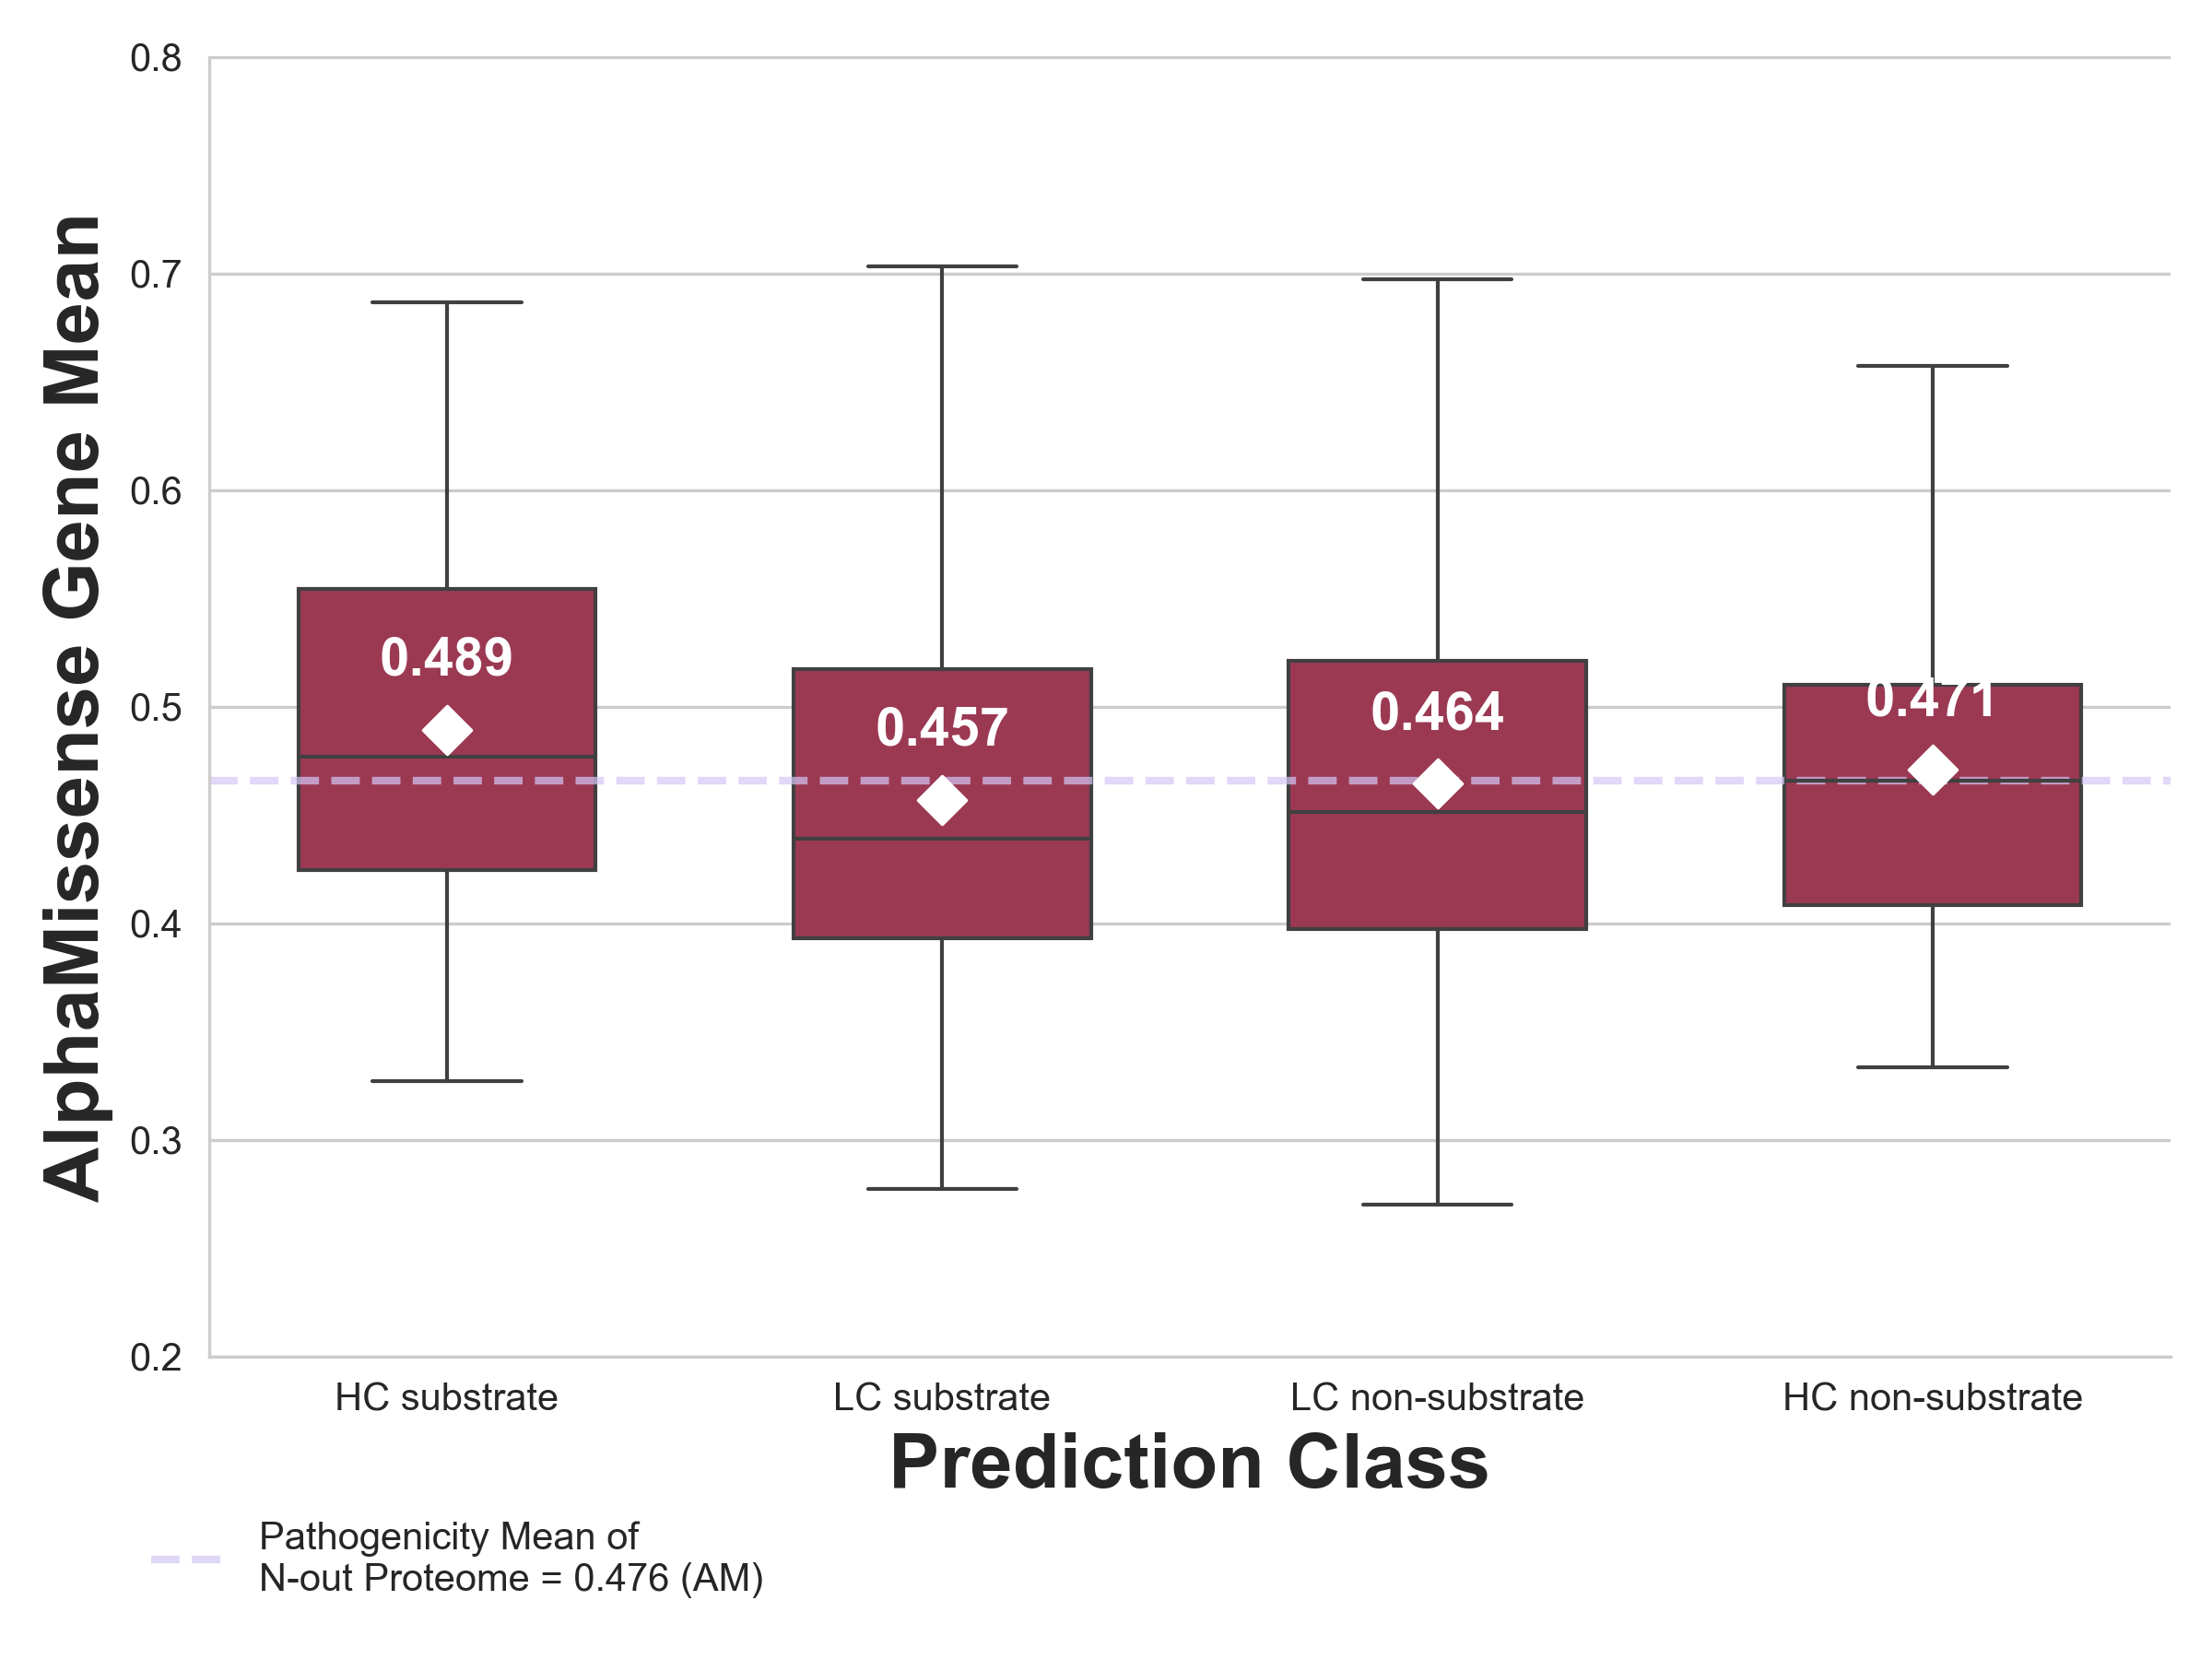 AlphaMissense Gene Mean
0.8
0.7
0.6
0.5
0.4
0.3
0.2
0.489
0.457
0.464
0.471
HC substrate
LC substrate
LC non-substrate
HC non-substrate
Prediction Class
Pathogenicity Mean of
N-out Proteome = 0.476 (AM)